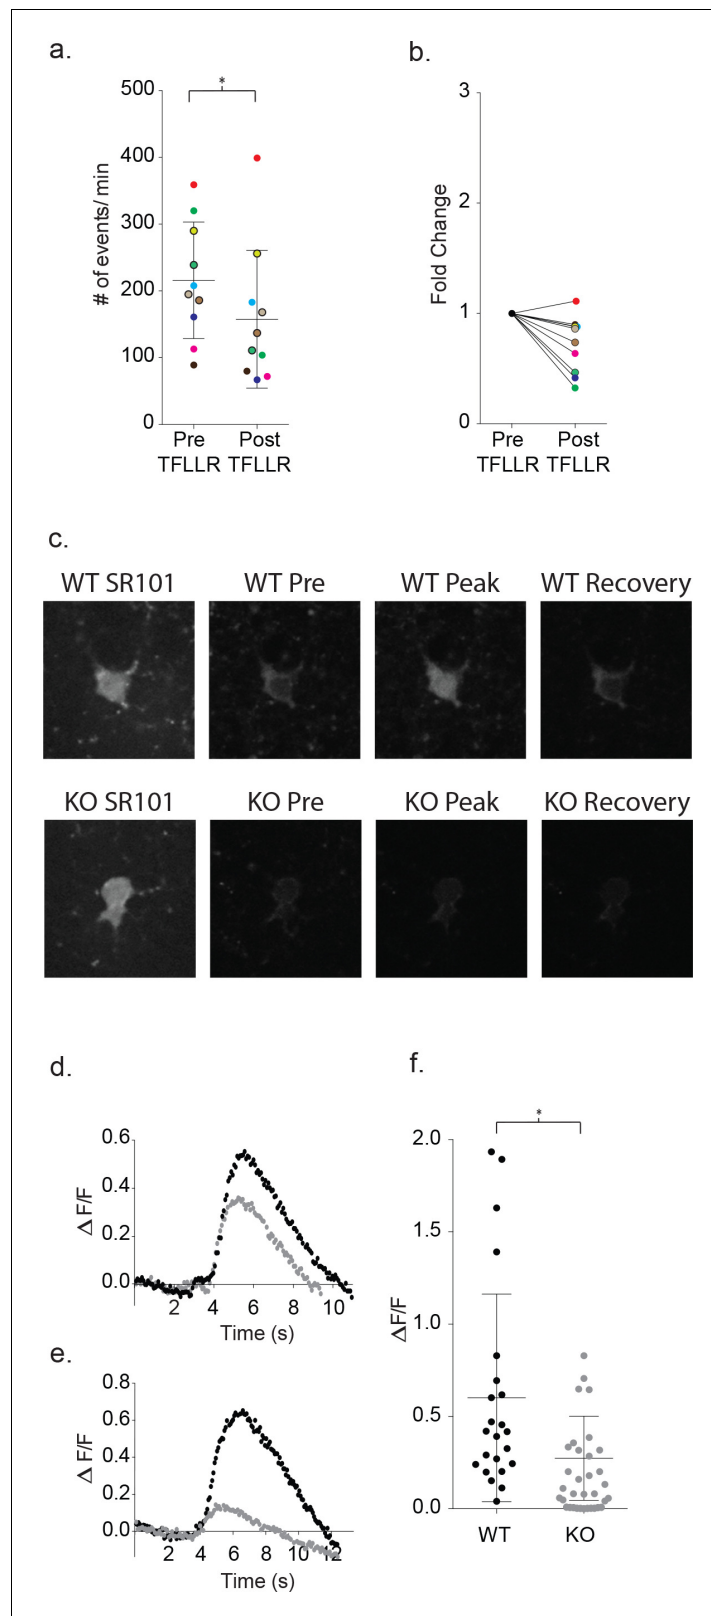 a.
b.
*
500
400
300
200
100
0
# of events/ min
Pre
TFLLR
Post
TFLLR
3
2
1
0
Fold Change
Pre
TFLLR
Post
TFLLR
c.
WT SR101
WT Pre
WT Peak
WT Recovery
KO SR101
KO Pre
KO Peak
KO Recovery
d.
0.6
0.4
0.2
0.0
Δ F/F
2 4 6 8 10
Time (s)
e.
0.8
0.6
0.4
0.2
0.0
Δ F/F
2 4 6 8 10 12
Time (s)
f.
*
2.0
1.5
1.0
0.5
0.0
ΔF/F
WT
KO